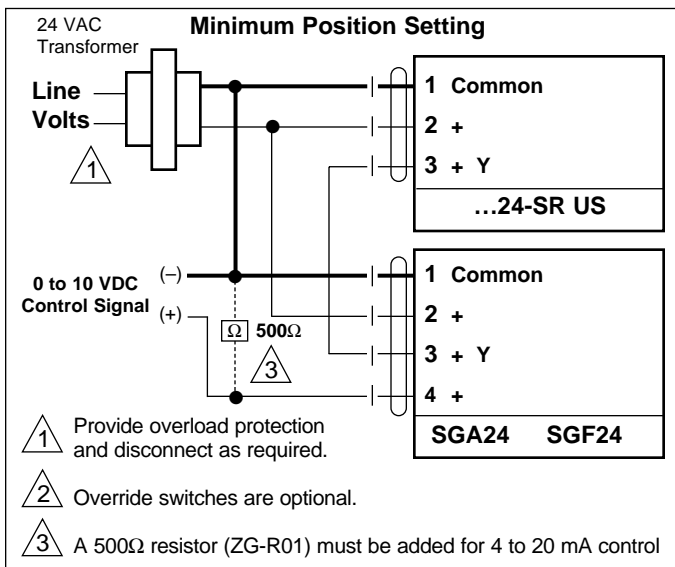 24 VAC
Transformer
Minimum Position Setting
Line
Volts
1
1 Common
2 +
3 + Y
…24-SR US
0 to 10 VDC
Control Signal
(–)
(+)
Ω 500Ω
3
1 Common
2 +
3 + Y
4 +
SGA24 SGF24
1 Provide overload protection
and disconnect as required.
2 Override switches are optional.
3 A 500Ω resistor (ZG-R01) must be added for 4 to 20 mA control